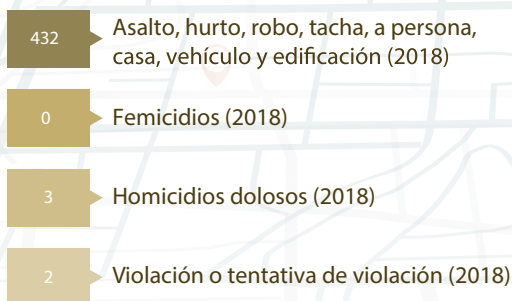 432
Asalto, hurto, robo, tacha, a persona,
casa, vehículo y edificación (2018)
0
Femicidios (2018)
3
Homicidios dolosos (2018)
2
Violación o tentativa de violación (2018)